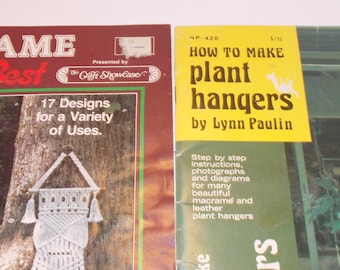 AME
Best
Presented by
The Craft Showcase
17 Designs
for a Variety
of Uses.
HP-420
HOW TO MAKE
plant
hangers
by Lynn Paulin
Step by step
instructions,
photographs
and diagrams
for many
beautiful
macramé and
leather
plant hangers
ke
rs